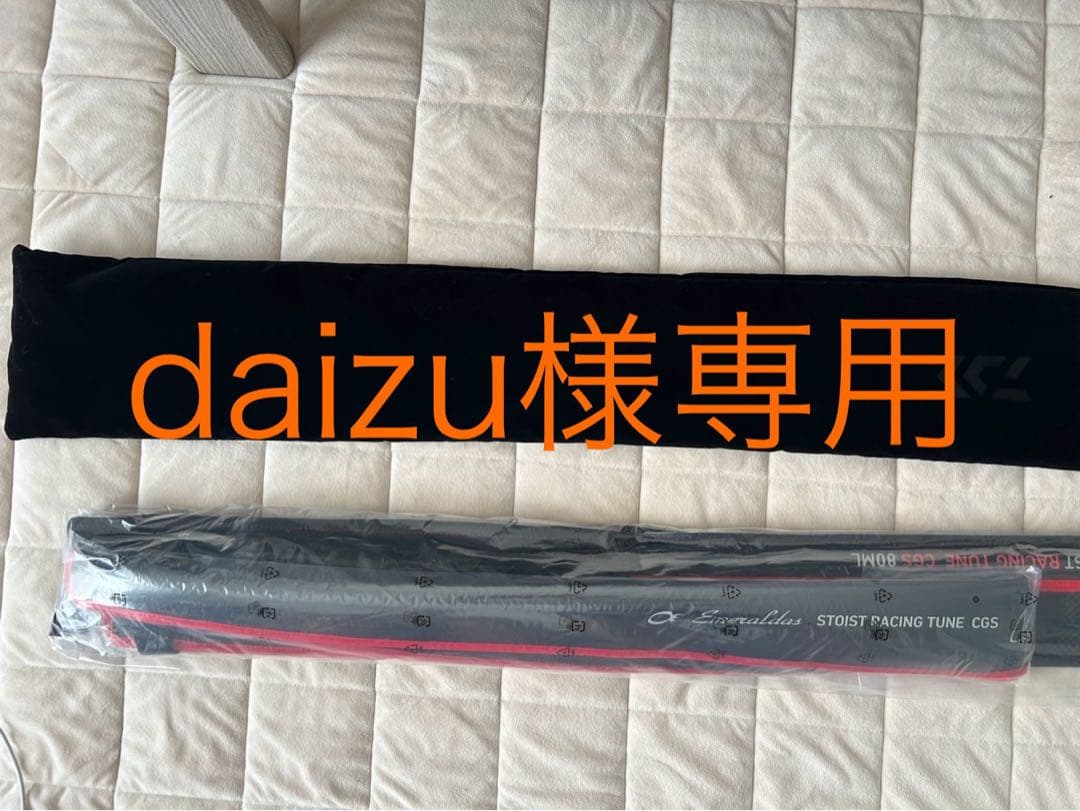 daizu様専用
ST RACING TUNE CGS 80ML
Emeraldas STOIST RACING TUNE CGS